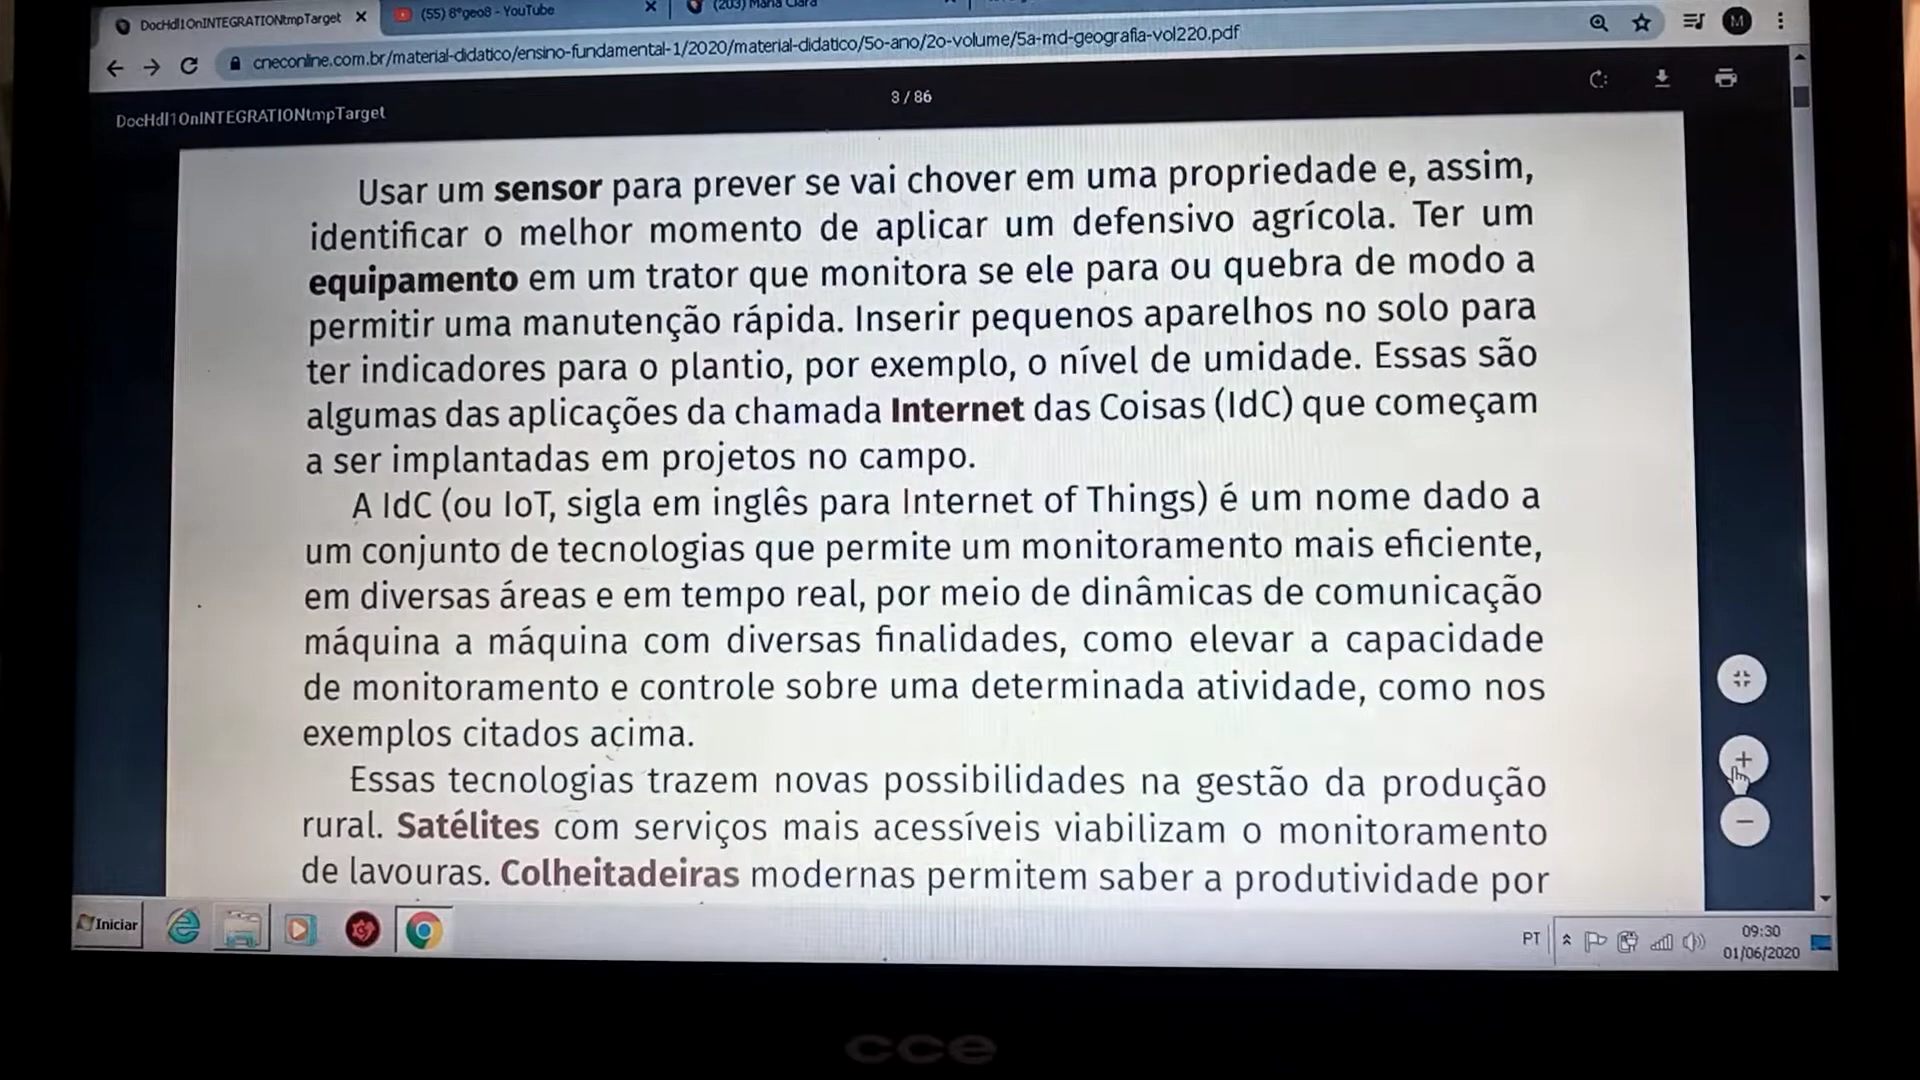 DocHdl1OnINTEGRATIONtmpTarget
(55) 8°geo8 - YouTube
(203) Maria Clara
cneconline.com.br/material-didatico/ensino-fundamental-1/2020/material-didatico/5o-ano/2o-volume/5a-md-geografia-vol220.pdf
M
DocHdl1OnINTEGRATIONtmpTarget
3 / 86
Usar um sensor para prever se vai chover em uma propriedade e, assim,
identificar o melhor momento de aplicar um defensivo agrícola. Ter um
equipamento em um trator que monitora se ele para ou quebra de modo a
permitir uma manutenção rápida. Inserir pequenos aparelhos no solo para
ter indicadores para o plantio, por exemplo, o nível de umidade. Essas são
algumas das aplicações da chamada Internet das Coisas (IdC) que começam
a ser implantadas em projetos no campo.
A IdC (ou IoT, sigla em inglês para Internet of Things) é um nome dado a
um conjunto de tecnologias que permite um monitoramento mais eficiente,
em diversas áreas e em tempo real, por meio de dinâmicas de comunicação
máquina a máquina com diversas finalidades, como elevar a capacidade
de monitoramento e controle sobre uma determinada atividade, como nos
exemplos citados acima.
Essas tecnologias trazem novas possibilidades na gestão da produção
rural. Satélites com serviços mais acessíveis viabilizam o monitoramento
de lavouras. Colheitadeiras modernas permitem saber a produtividade por
Iniciar
PT
09:30
01/06/2020
cce